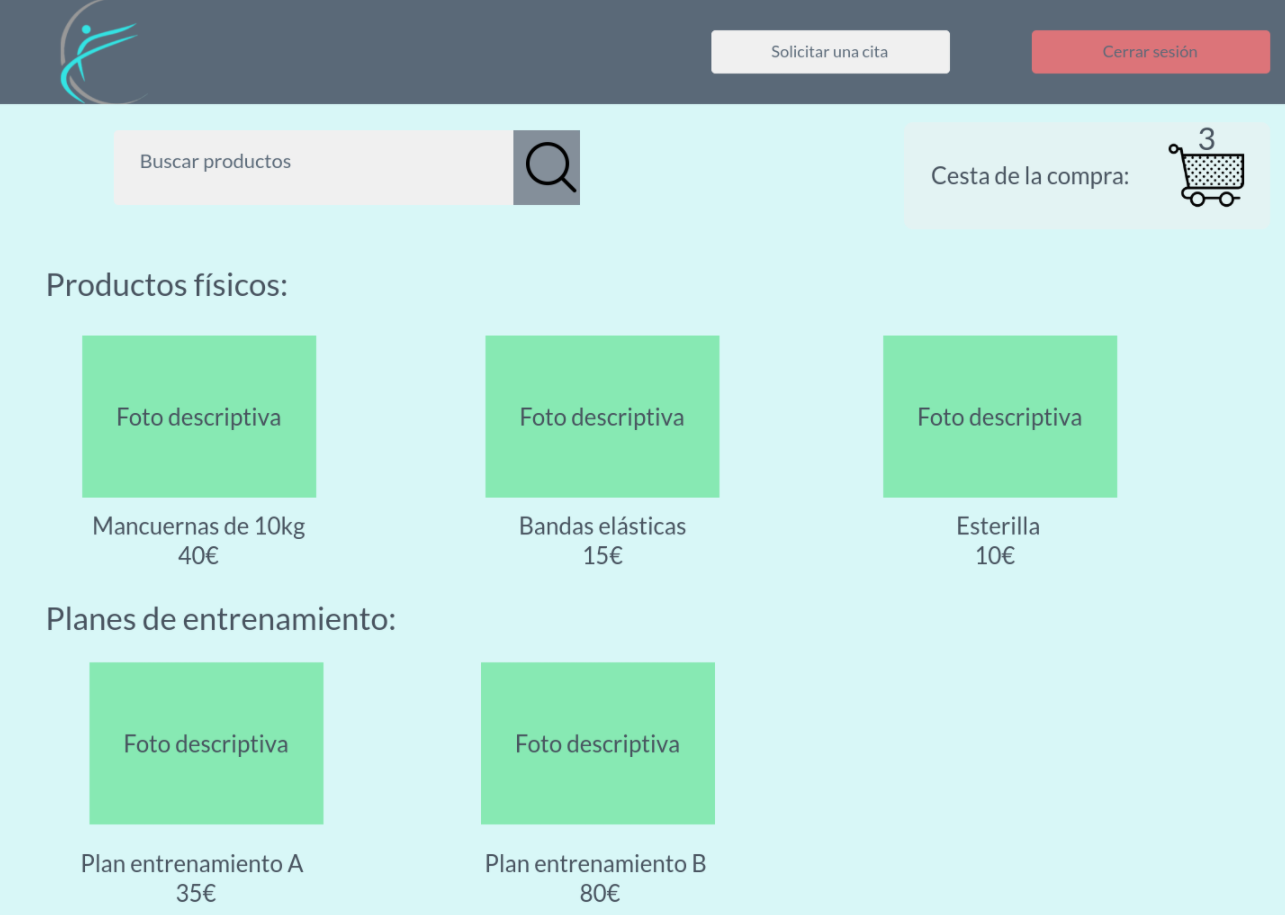 Solicitar una cita
Cerrar sesión
Buscar productos
Cesta de la compra:
3
Productos físicos:
Foto descriptiva
Foto descriptiva
Foto descriptiva
Mancuernas de 10kg
40€
Bandas elásticas
15€
Esterilla
10€
Planes de entrenamiento:
Foto descriptiva
Foto descriptiva
Plan entrenamiento A
35€
Plan entrenamiento B
80€